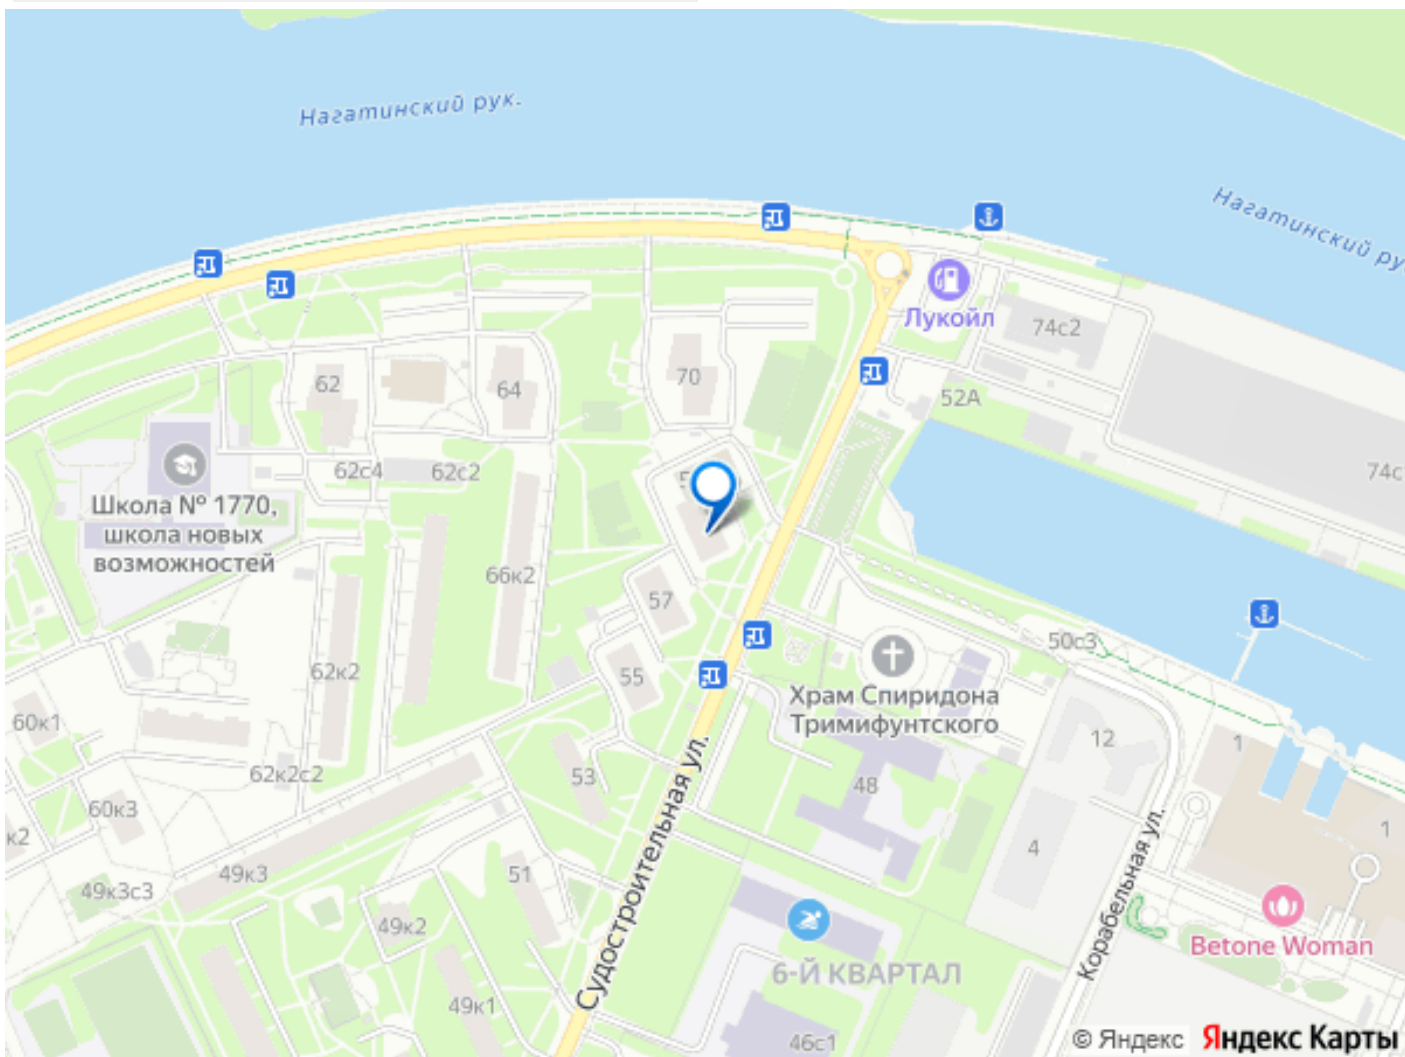 Нагатинский рук.
Нагатинский ру
Лукойл
74с2
70
62
64
52А
62с4
62с2
74с
Школа № 1770,
школа новых
возможностей
66к2
57
50с3
55
62к2
Храм Спиридона
Тримифунтского
60к1
12
1
53
62к2с2
48
60к3
1
к2
4
51
49к3
49к3с3
Судостроительная ул.
Корабельная ул.
49к2
Betone Woman
6-Й КВАРТАЛ
49к1
46с1
© Яндекс Яндекс Карты